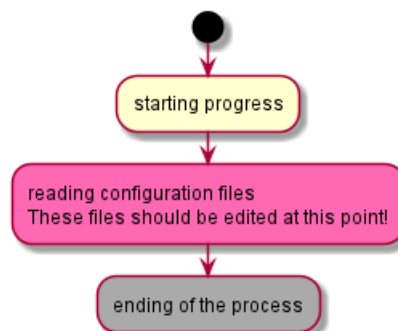 starting progress
reading configuration files
These files should be edited at this point!
ending of the process